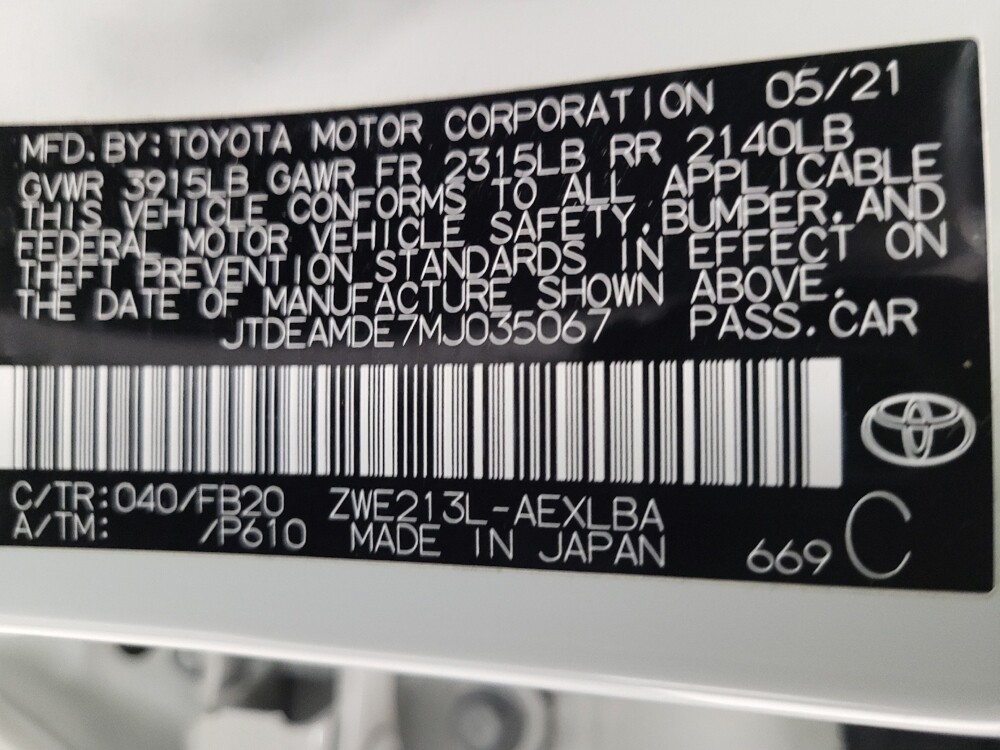 MFD. BY: TOYOTA MOTOR CORPORATION 05/21
GVWR 3915LB GAWR FR 2315LB RR 2140LB
THIS VEHICLE CONFORMS TO ALL APPLICABLE
FEDERAL MOTOR VEHICLE SAFETY, BUMPER, AND
THEFT PREVENTION STANDARDS IN EFFECT ON
THE DATE OF MANUFACTURE SHOWN ABOVE.
JTDEAMDE7MJ035067 PASS. CAR
C/TR: 040/FB20 ZWE213L-AEXLBA
A/TM: /P610 MADE IN JAPAN 669 C